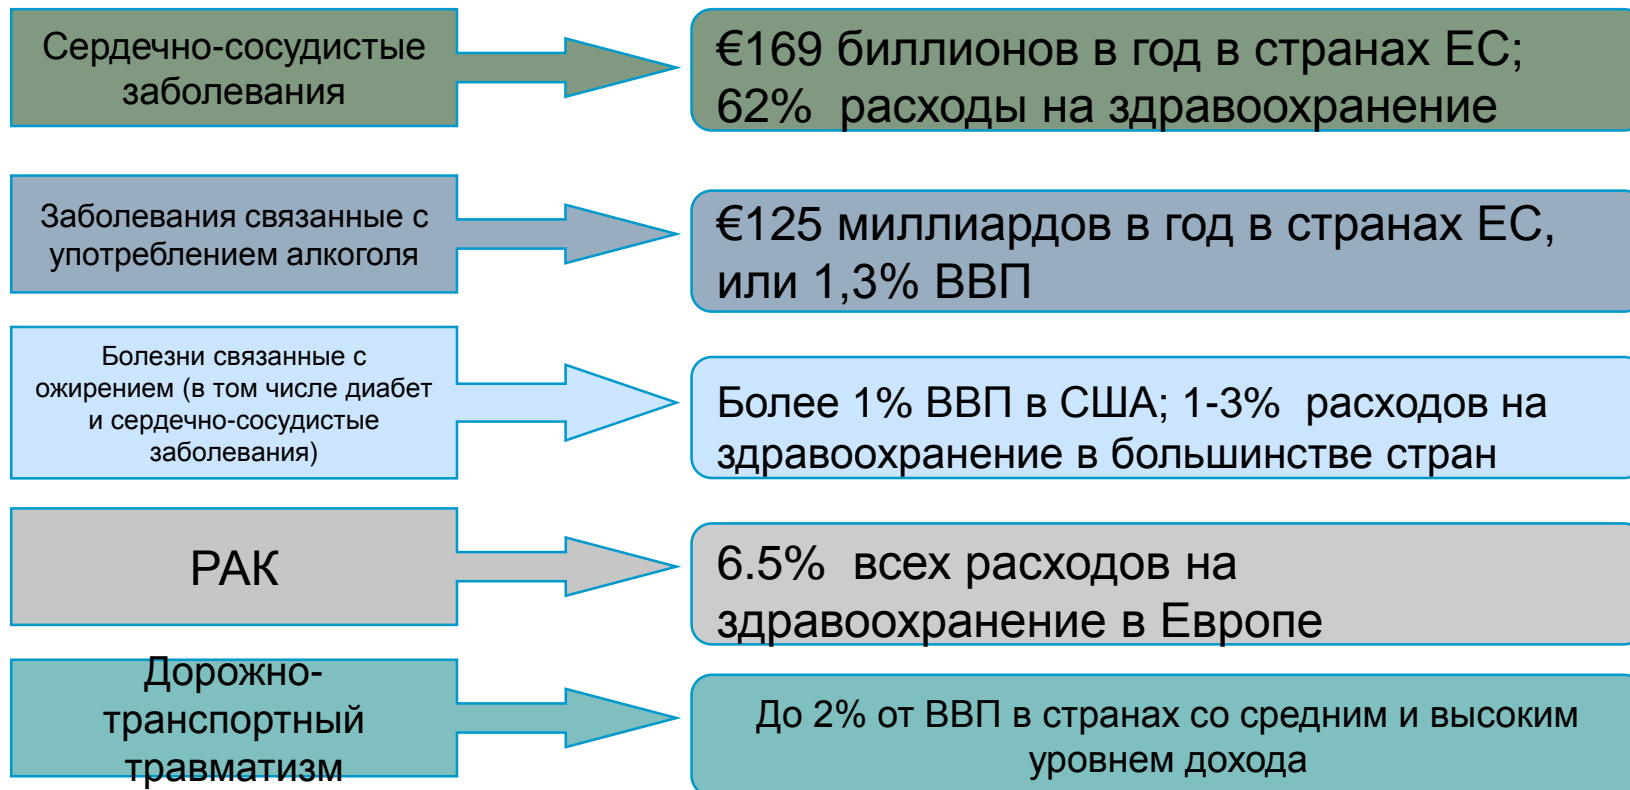 Сердечно-сосудистые
заболевания
€169 биллионов в год в странах ЕС;
62%  расходы на здравоохранение
Заболевания связанные с
употреблением алкоголя
€125 миллиардов в год в странах ЕС,
или 1,3% ВВП
Болезни связанные с
ожирением (в том числе диабет
и сердечно-сосудистые
заболевания)
Более 1% ВВП в США; 1-3%  расходов на
здравоохранение в большинстве стран
РАК
6.5%  всех расходов на
здравоохранение в Европе
Дорожно-
транспортный
травматизм
До 2% от ВВП в странах со средним и высоким
уровнем дохода